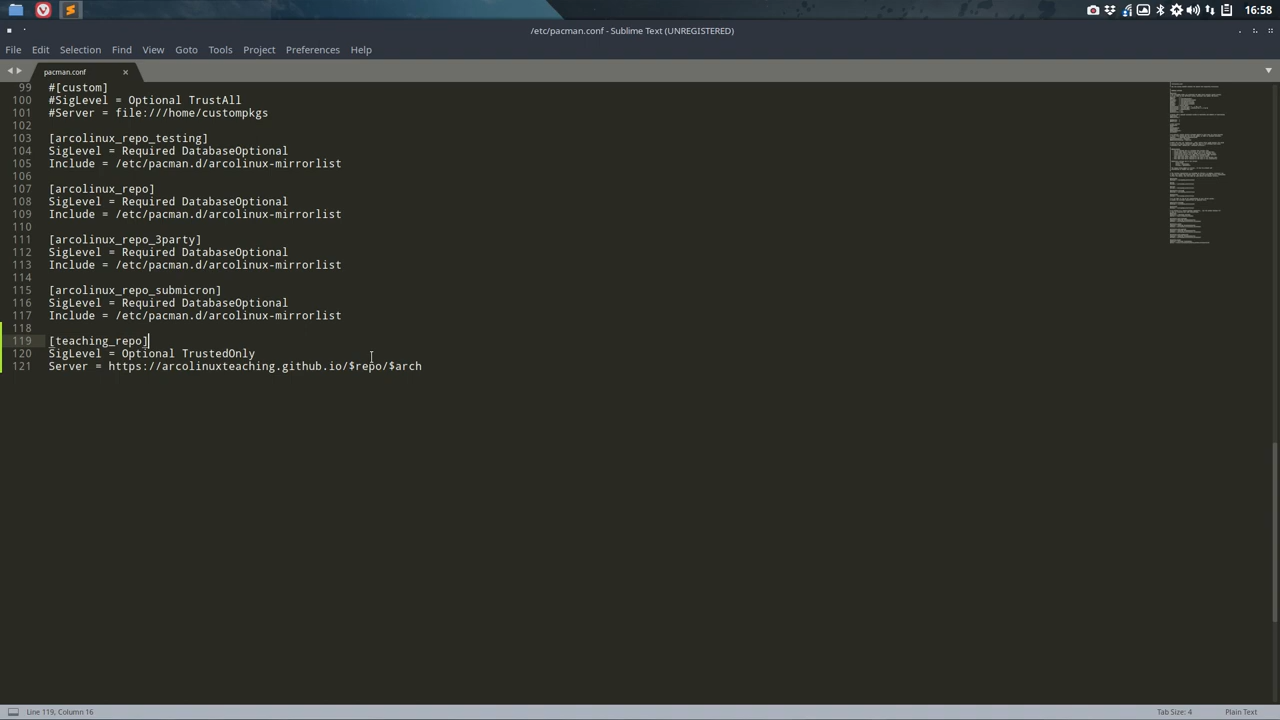 16:58
/etc/pacman.conf - Sublime Text (UNREGISTERED)
File Edit Selection Find View Goto Tools Project Preferences Help
pacman.conf
99 #[custom]
100 #SigLevel = Optional TrustAll
101 #Server = file:///home/custompkgs
102
103 [arcolinux_repo_testing]
104 SigLevel = Required DatabaseOptional
105 Include = /etc/pacman.d/arcolinux-mirrorlist
106
107 [arcolinux_repo]
108 SigLevel = Required DatabaseOptional
109 Include = /etc/pacman.d/arcolinux-mirrorlist
110
111 [arcolinux_repo_3party]
112 SigLevel = Required DatabaseOptional
113 Include = /etc/pacman.d/arcolinux-mirrorlist
114
115 [arcolinux_repo_submicron]
116 SigLevel = Required DatabaseOptional
117 Include = /etc/pacman.d/arcolinux-mirrorlist
118
119 [teaching_repo]
120 SigLevel = Optional TrustedOnly
121 Server = https://arcolinuxteaching.github.io/$repo/$arch
Line 119, Column 16 Tab Size: 4 Plain Text